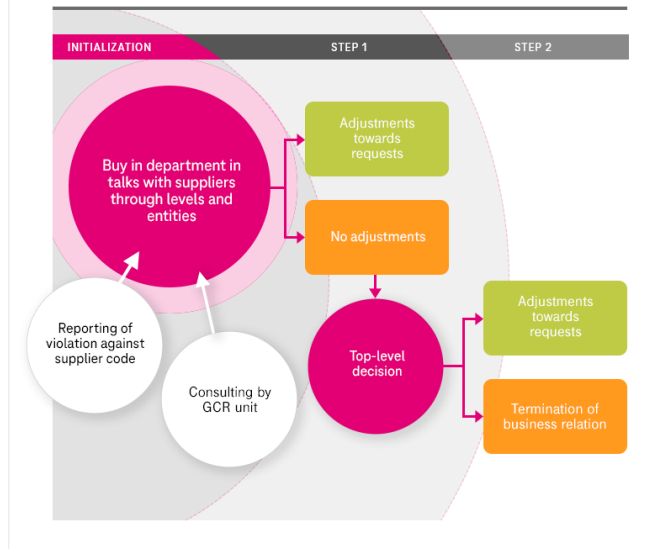 INITIALIZATION
STEP 1
STEP 2
Buy in department in
talks with suppliers
through levels and
entities
Adjustments
towards
requests
No adjustments
Reporting of
violation against
supplier code
Consulting by
GCR unit
Top-level
decision
Adjustments
towards
requests
Termination of
business relation